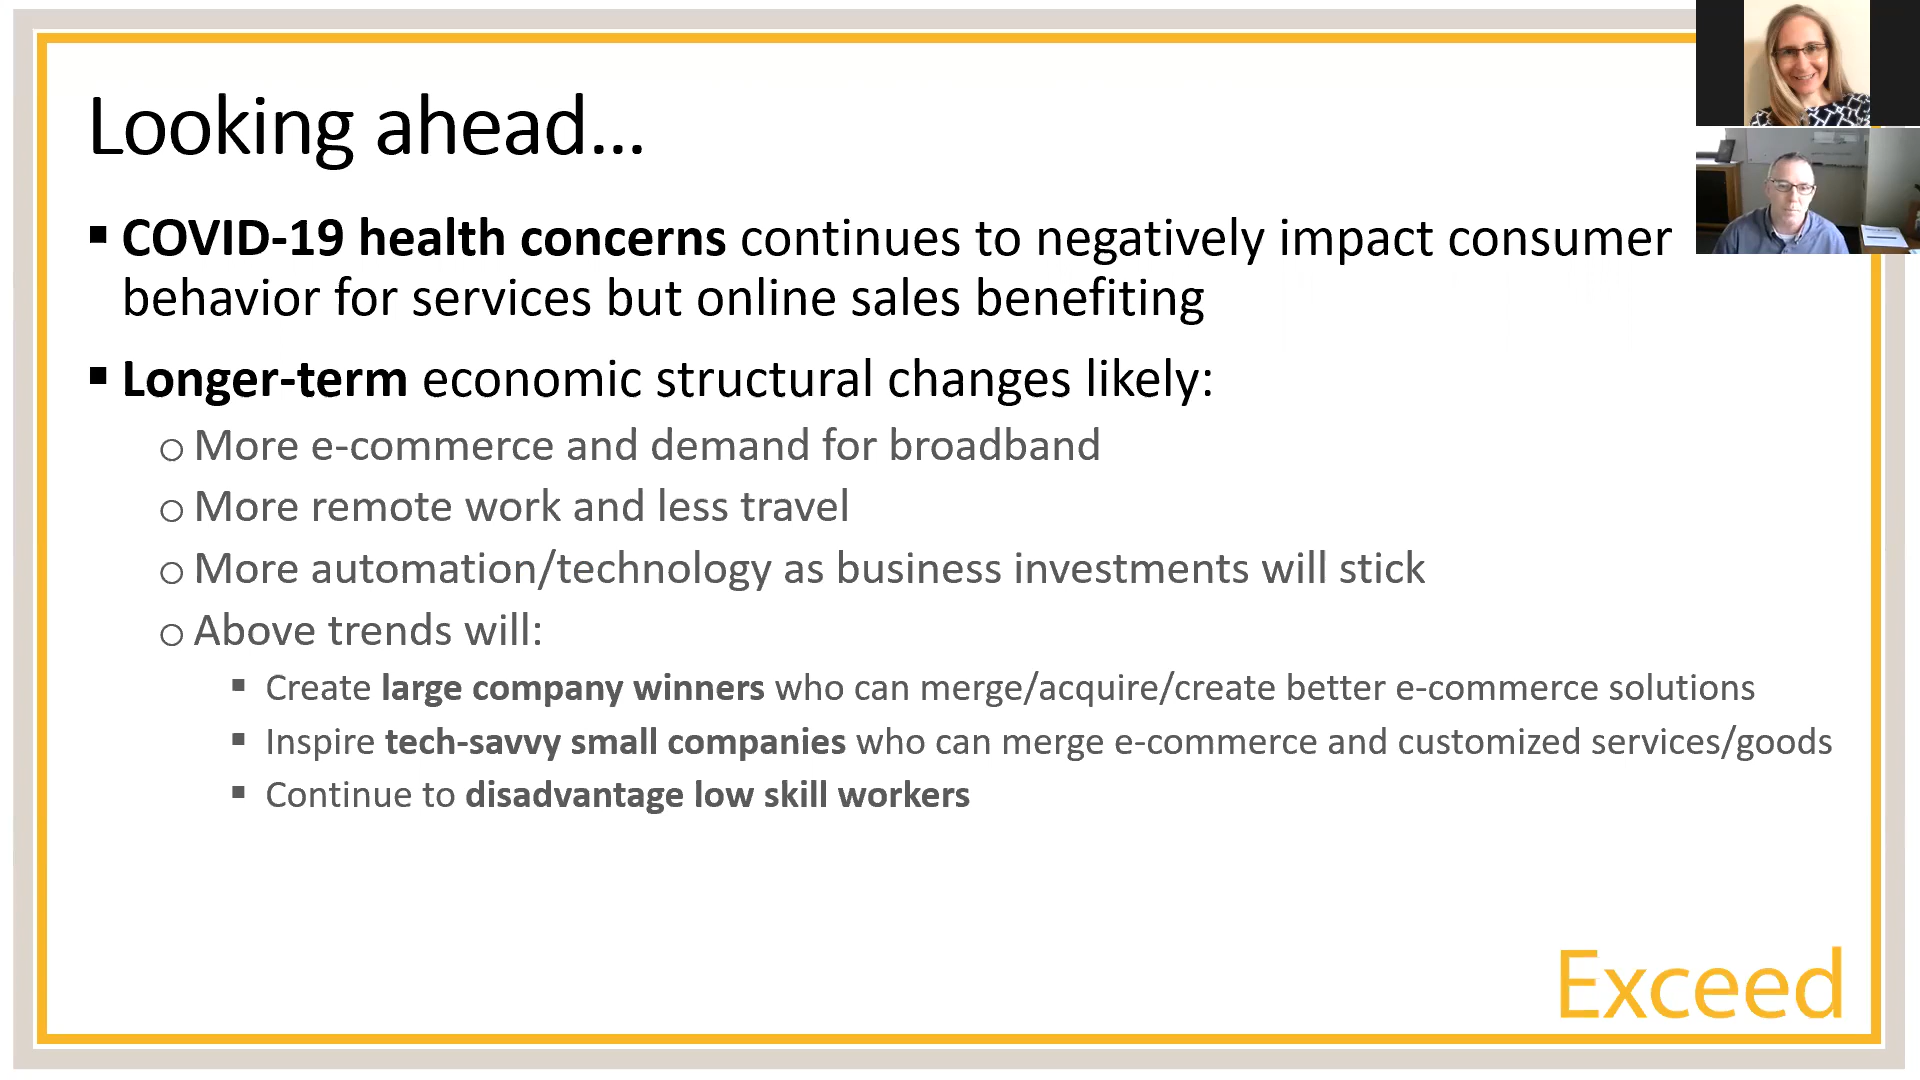 Looking ahead...
▪ COVID-19 health concerns continues to negatively impact consumer
behavior for services but online sales benefiting
▪ Longer-term economic structural changes likely:
o More e-commerce and demand for broadband
o More remote work and less travel
o More automation/technology as business investments will stick
o Above trends will:
▪ Create large company winners who can merge/acquire/create better e-commerce solutions
▪ Inspire tech-savvy small companies who can merge e-commerce and customized services/goods
▪ Continue to disadvantage low skill workers
Exceed